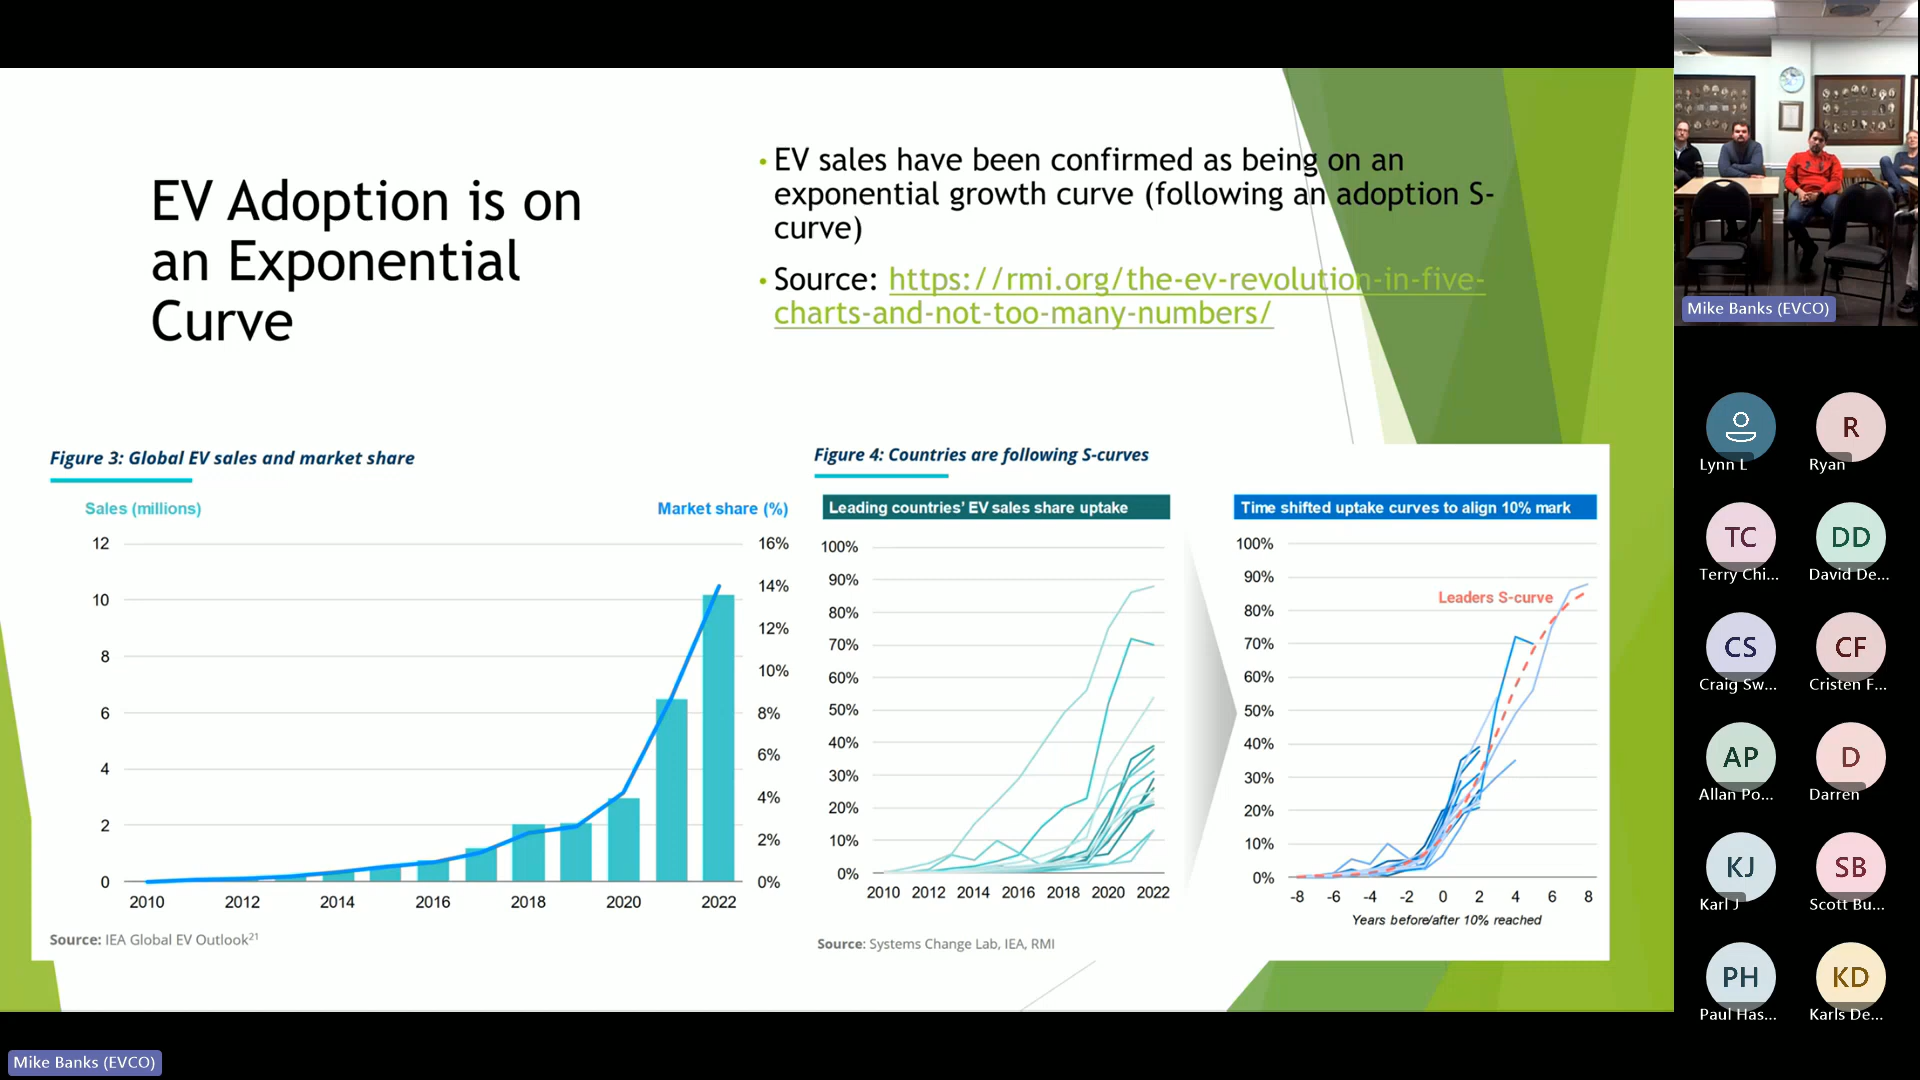 EV Adoption is on
an Exponential
Curve
• EV sales have been confirmed as being on an
exponential growth curve (following an adoption S-
curve)
• Source: https://rmi.org/the-ev-revolution-in-five-
charts-and-not-too-many-numbers/
Figure 3: Global EV sales and market share
Sales (millions)
Market share (%)
12
10
8
6
4
2
0
16%
14%
12%
10%
8%
6%
4%
2%
0%
2010 2012 2014 2016 2018 2020 2022
Source: IEA Global EV Outlook21
Figure 4: Countries are following S-curves
Leading countries’ EV sales share uptake
100%
90%
80%
70%
60%
50%
40%
30%
20%
10%
0%
2010 2012 2014 2016 2018 2020 2022
Time shifted uptake curves to align 10% mark
100%
90%
80%
70%
60%
50%
40%
30%
20%
10%
0%
Leaders S-curve
-8 -6 -4 -2 0 2 4 6 8
Years before/after 10% reached
Source: Systems Change Lab, IEA, RMI
Mike Banks (EVCO)
Lynn L
R
Ryan
TC
Terry Chi...
DD
David De...
CS
Craig Sw...
CF
Cristen F...
AP
Allan Po...
D
Darren
KJ
Karl J
SB
Scott Bu...
PH
Paul Has...
KD
Karls De...
Mike Banks (EVCO)